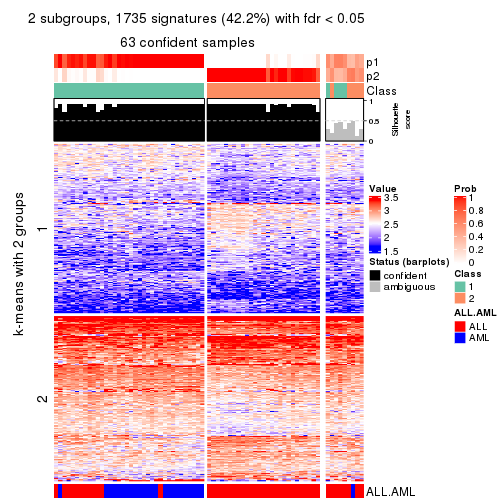 2 subgroups, 1735 signatures (42.2%) with fdr < 0.05
63 confident samples
p1
p2
Class
1
0.5
0
Silhouette
score
k-means with 2 groups
1
2
ALL.AML
Value
3.5
3
2.5
2
1.5
Status (barplots)
confident
ambiguous
Prob
1
0.8
0.6
0.4
0.2
0
Class
1
2
ALL.AML
ALL
AML